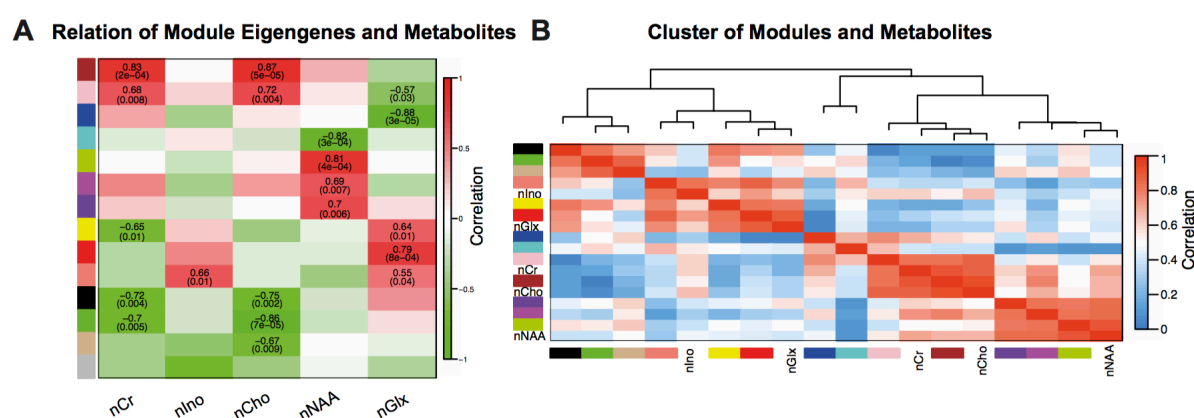 A Relation of Module Eigengenes and Metabolites
0.83
(2e−04)
0.87
(5e−05)
0.68
(0.008)
0.72
(0.004)
−0.57
(0.03)
−0.88
(3e−05)
−0.82
(3e−04)
0.81
(4e−04)
0.69
(0.007)
0.7
(0.006)
−0.65
(0.01)
0.64
(0.01)
0.79
(8e−04)
0.66
(0.01)
0.55
(0.04)
−0.72
(0.004)
−0.75
(0.002)
−0.7
(0.005)
−0.86
(7e−05)
−0.67
(0.009)
nCr
nIno
nCho
nNAA
nGlx
1
0.5
0
−0.5
−1
Correlation
B Cluster of Modules and Metabolites
nIno
nGlx
nCr
nCho
nNAA
nIno
nGlx
nCr
nCho
nNAA
1
0.8
0.6
0.4
0.2
0
Correlation